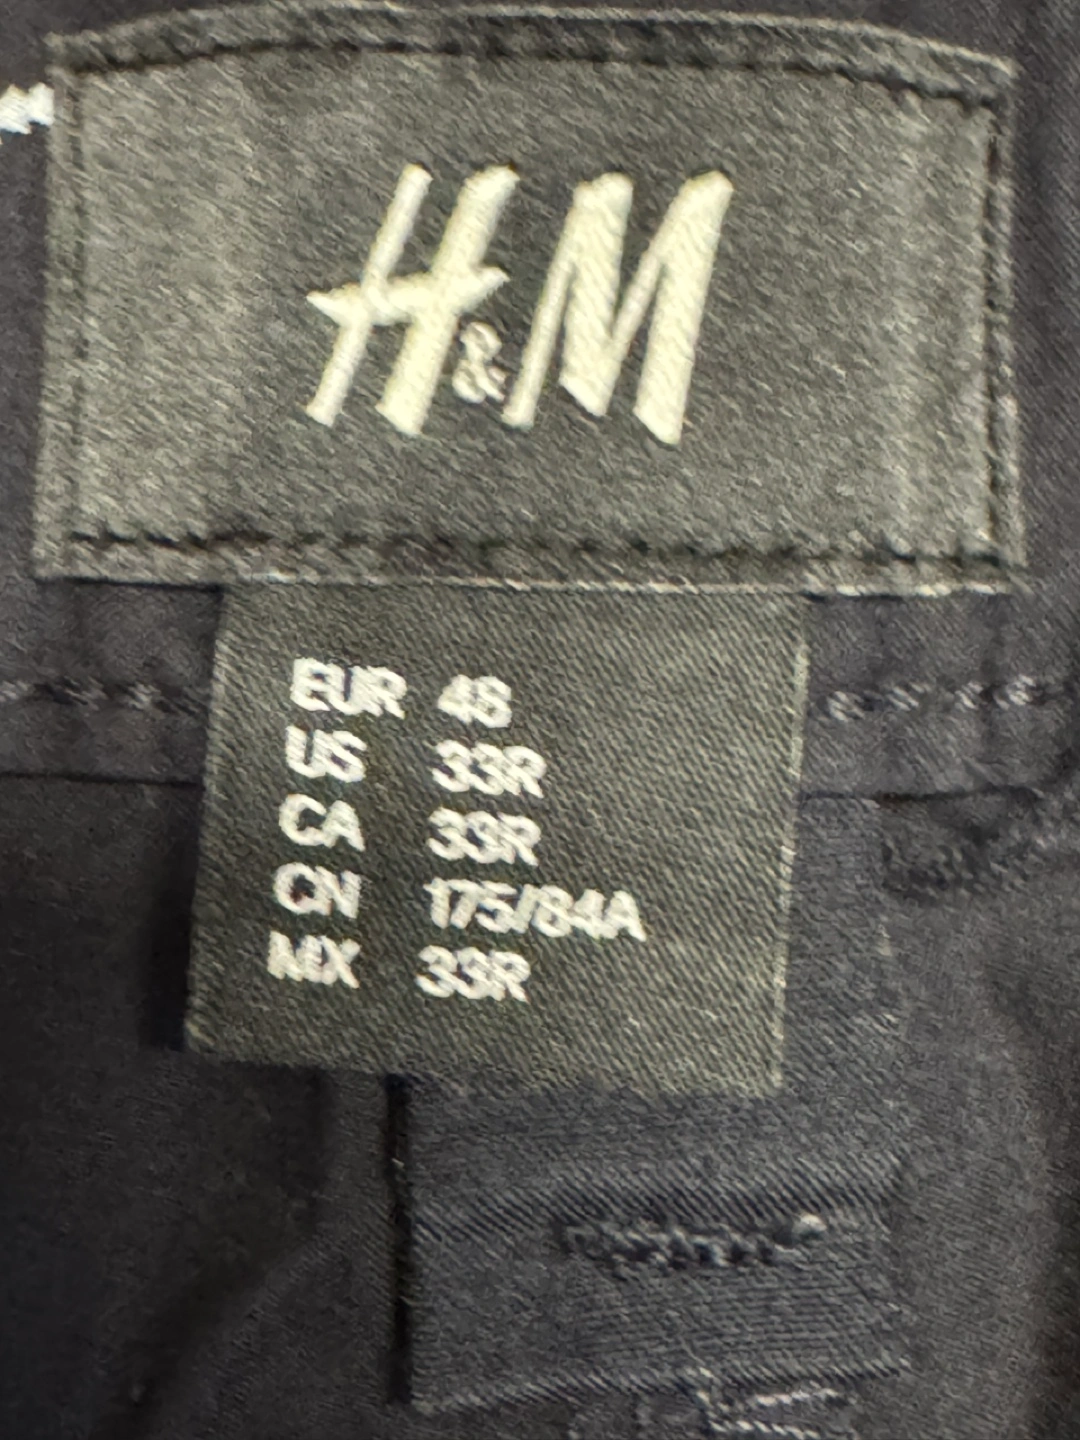 H&M
EUR 48
US 33R
CA 33R
CN 175/84A
MX 33R